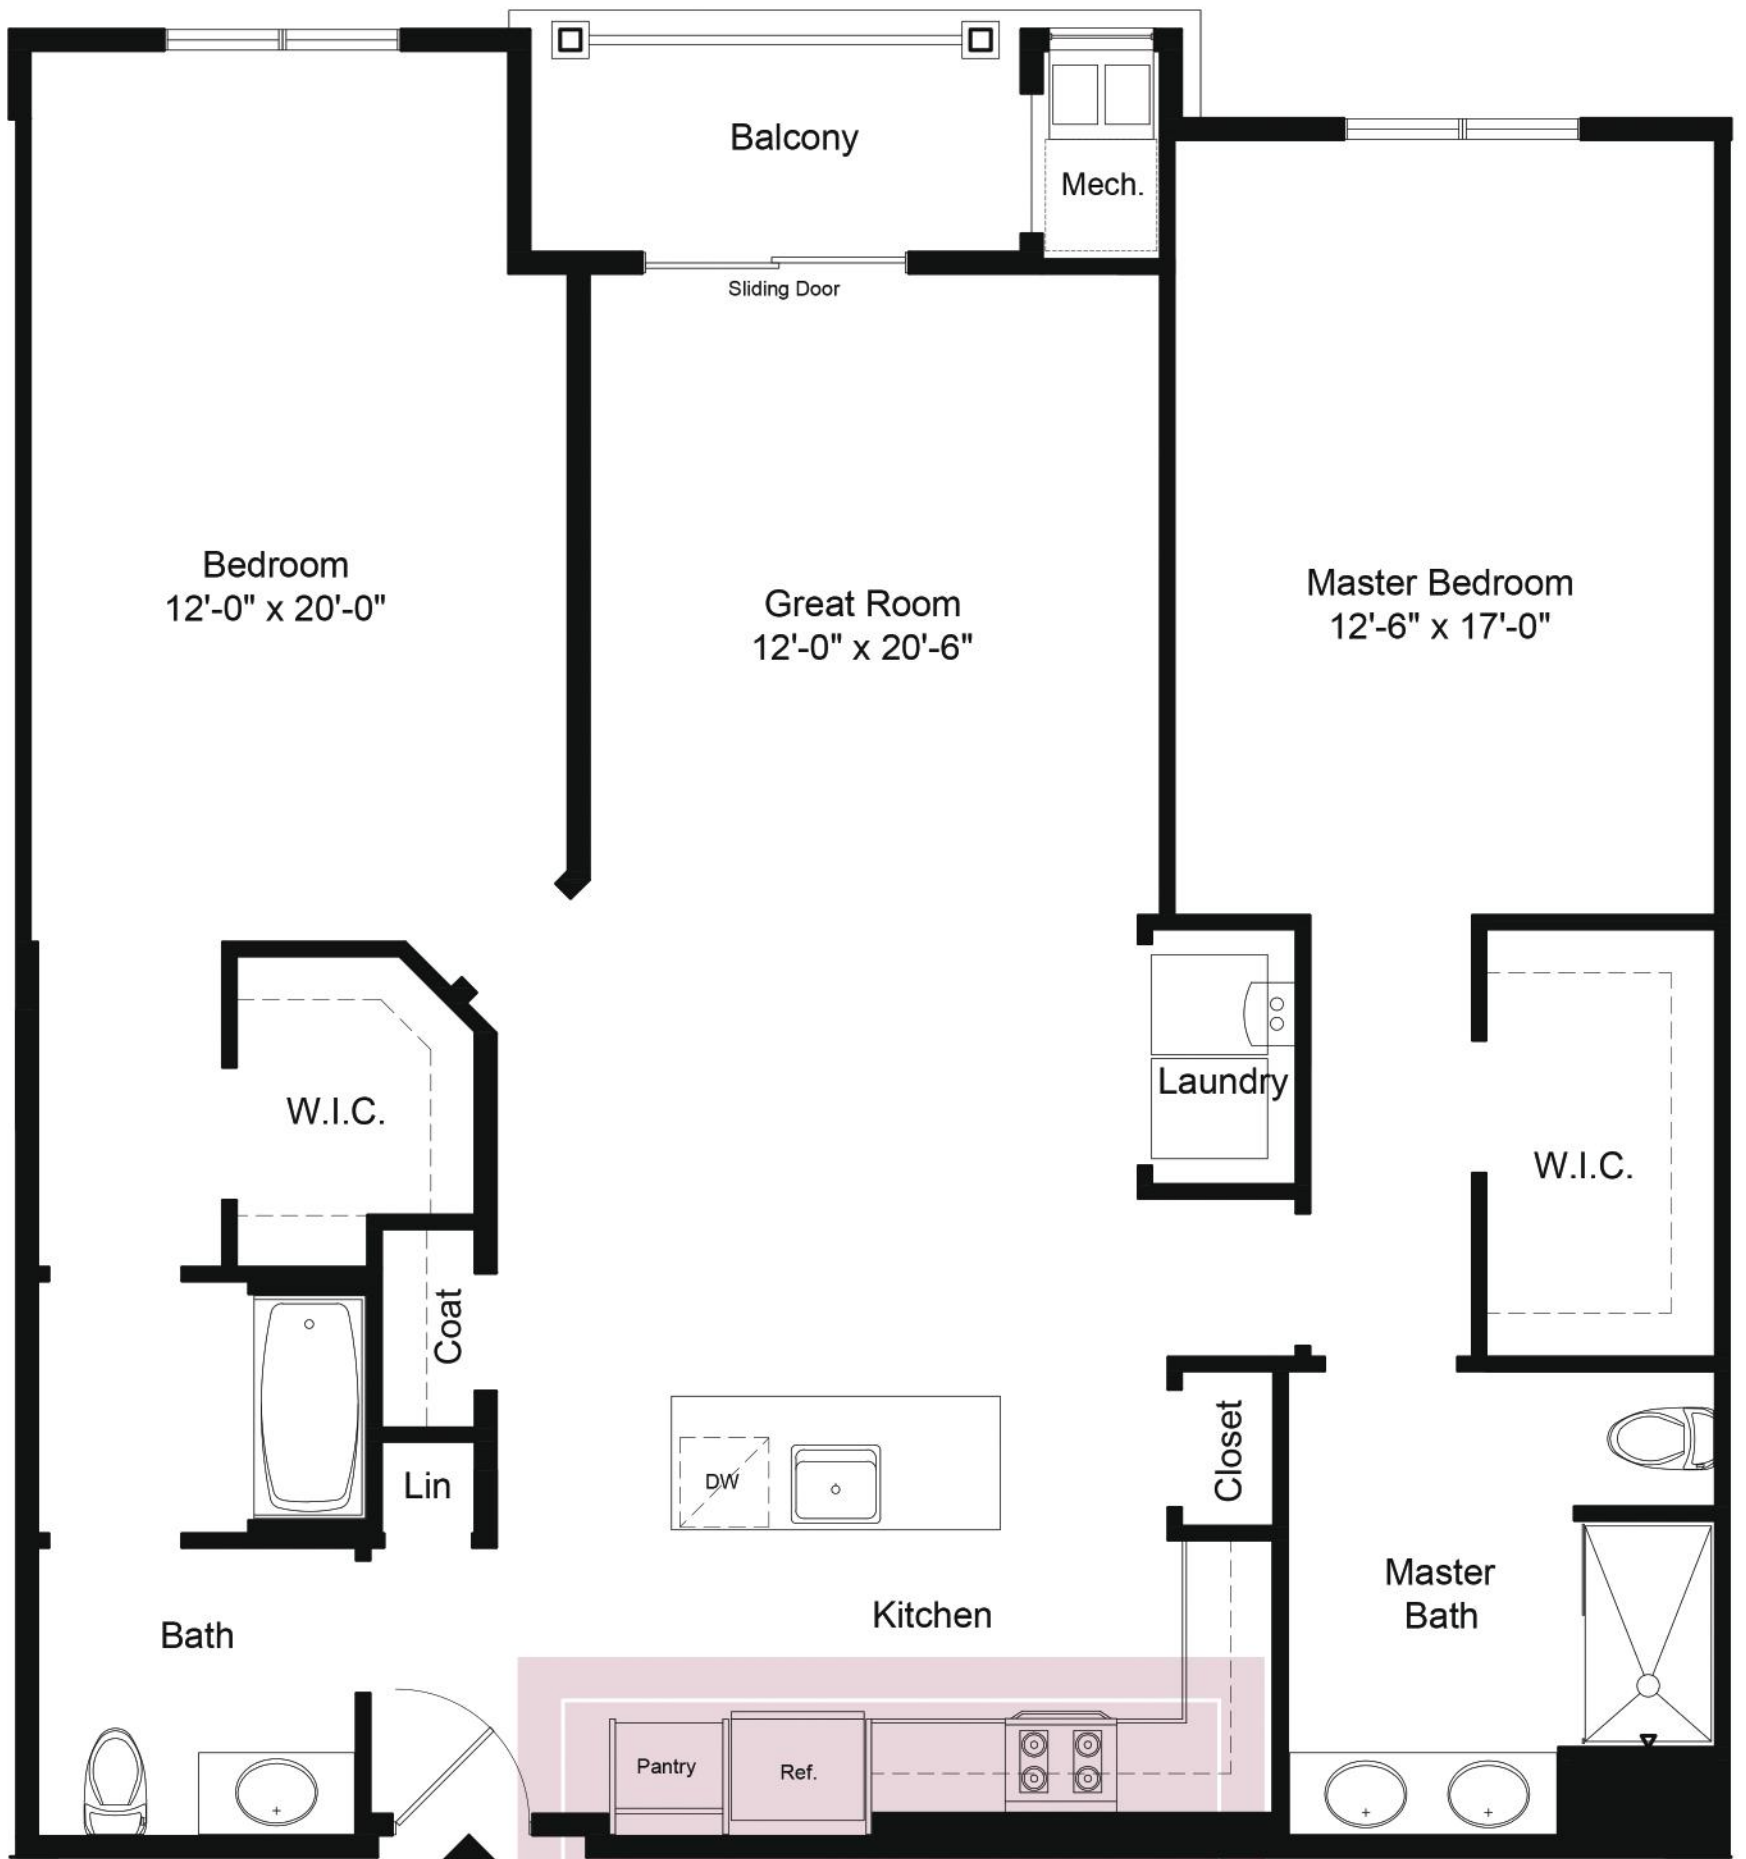 Balcony
Mech.
Sliding Door
Bedroom
12'-0" x 20'-0"
Great Room
12'-0" x 20'-6"
Master Bedroom
12'-6" x 17'-0"
W.I.C.
Laundry
W.I.C.
Coat
Closet
Lin
DW
Master
Bath
Kitchen
Bath
Pantry
Ref.